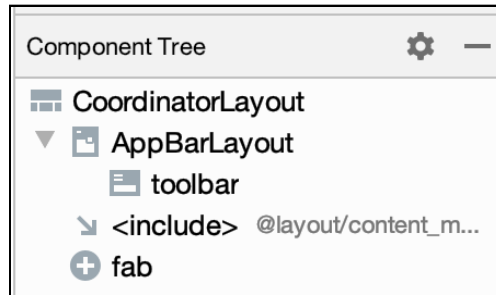 Component Tree
CoordinatorLayout
AppBarLayout
toolbar
<include> @layout/content_m...
fab